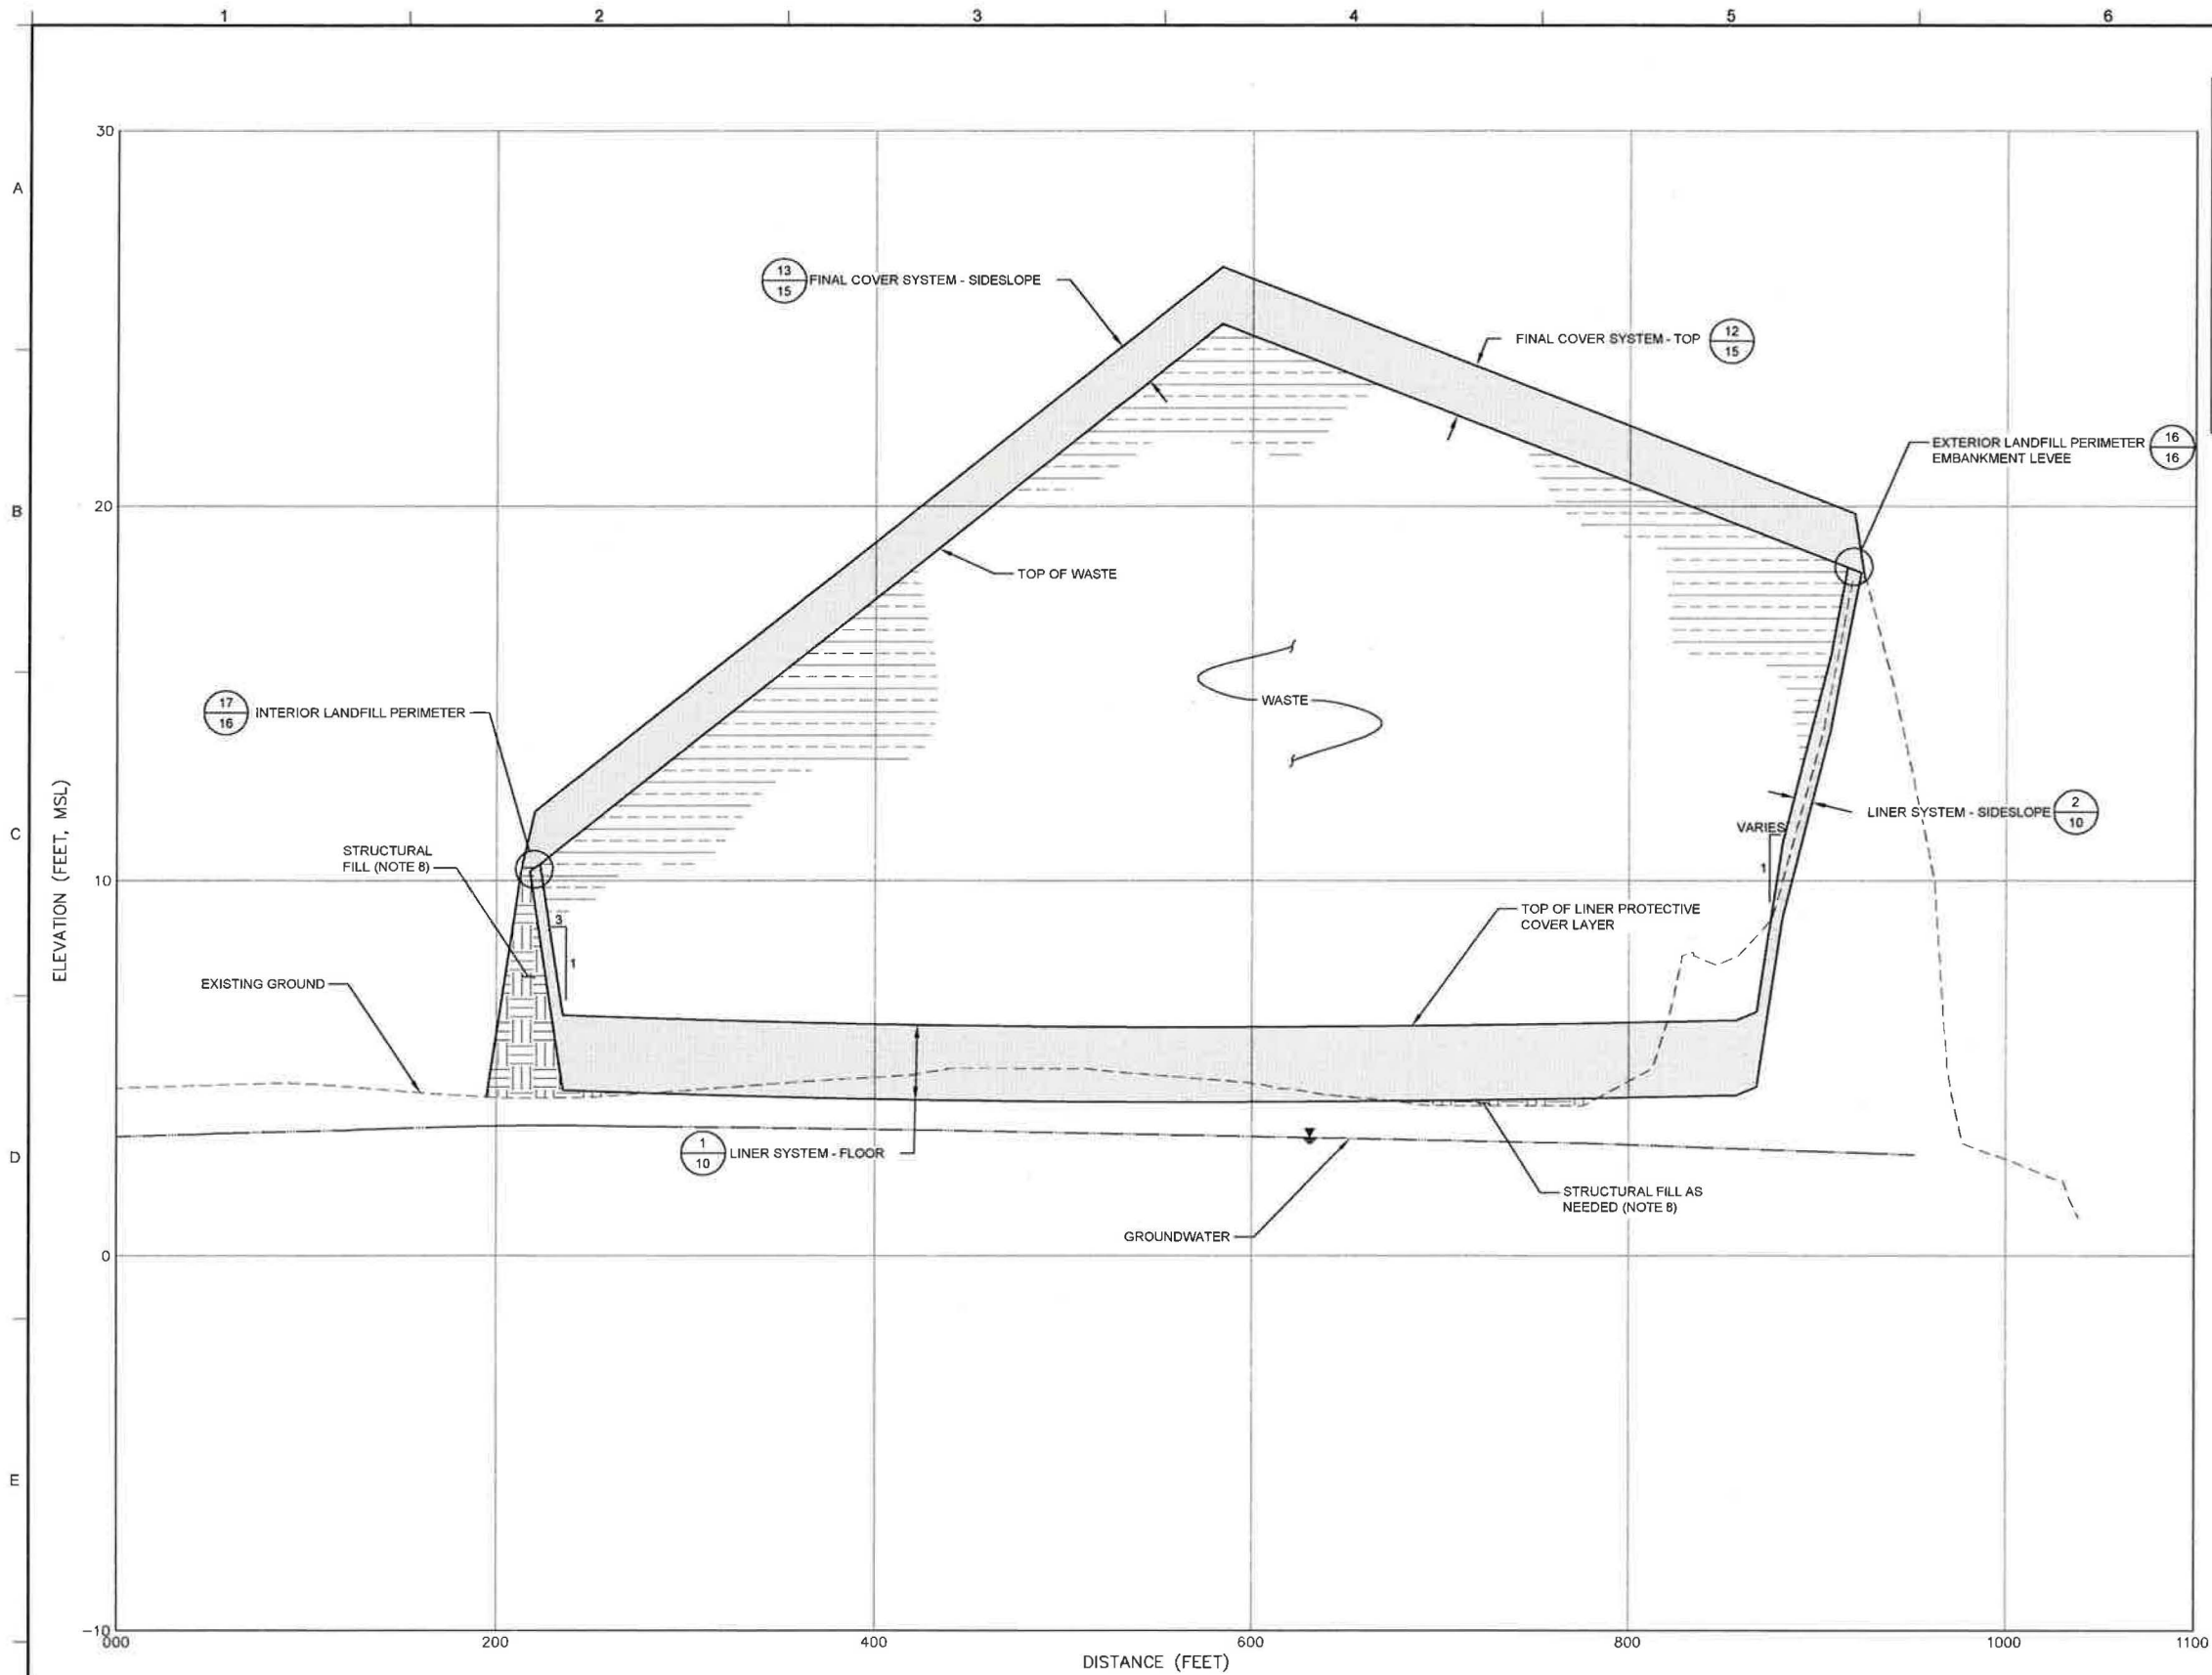 1 2 3 4 5 6
A
B
C
D
E
30
20
10
0
-10
ELEVATION (FEET, MSL)
13
15
FINAL COVER SYSTEM - SIDESLOPE
FINAL COVER SYSTEM - TOP
12
15
EXTERIOR LANDFILL PERIMETER
EMBANKMENT LEVEE
16
16
TOP OF WASTE
WASTE
17
16
INTERIOR LANDFILL PERIMETER
STRUCTURAL
FILL (NOTE 8)
LINER SYSTEM - SIDESLOPE
2
10
VARIES
1
3
1
TOP OF LINER PROTECTIVE
COVER LAYER
EXISTING GROUND
1
10
LINER SYSTEM - FLOOR
STRUCTURAL FILL AS
NEEDED (NOTE 8)
GROUNDWATER
000 200 400 600 800 1000 1100
DISTANCE (FEET)